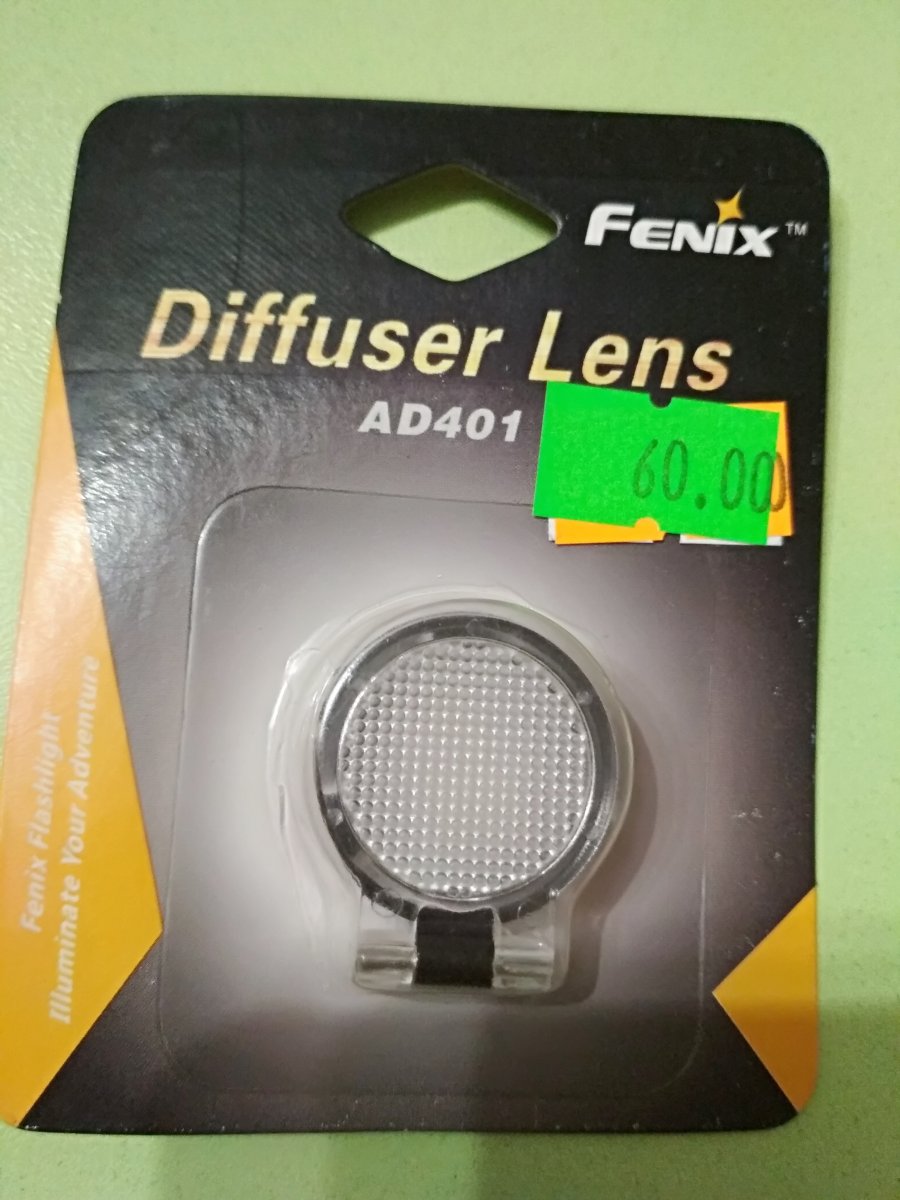 FENIX™
Diffuser Lens
AD401
60.00
Fenix Flashlight
Illuminate Your Adventure